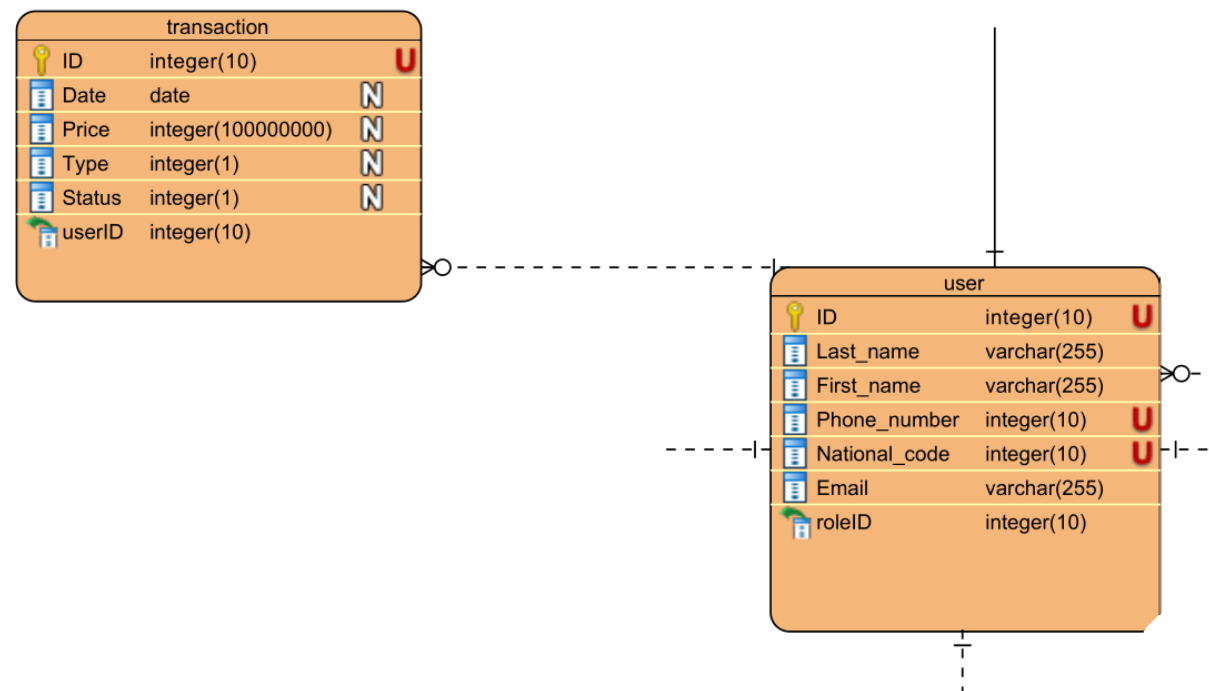 transaction
ID integer(10) U
Date date N
Price integer(100000000) N
Type integer(1) N
Status integer(1) N
userID integer(10)
user
ID integer(10) U
Last_name varchar(255)
First_name varchar(255)
Phone_number integer(10) U
National_code integer(10) U
Email varchar(255)
roleID integer(10)